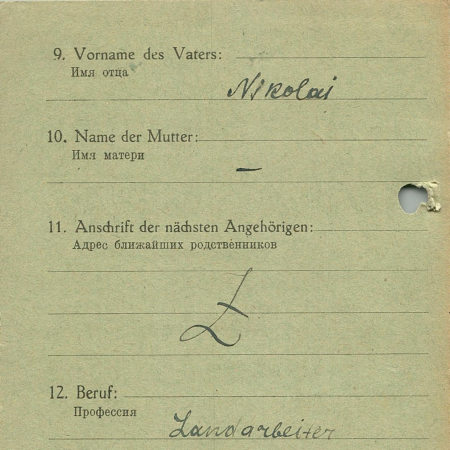 9. Vorname des Vaters:
Имя отца
Nikolai
10. Name der Mutter:
Имя матери
—
11. Anschrift der nächsten Angehörigen:
Адрес ближайших родственников
12. Beruf:
Профессия
Landarbeiter